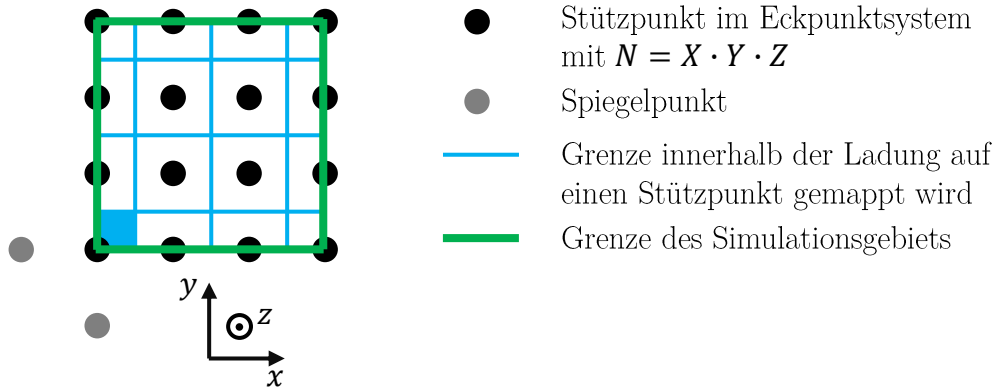 Stützpunkt im Eckpunktsystem
mit N = X · Y · Z
Spiegelpunkt
Grenze innerhalb der Ladung auf
einen Stützpunkt gemappt wird
Grenze des Simulationsgebiets
y
z
x